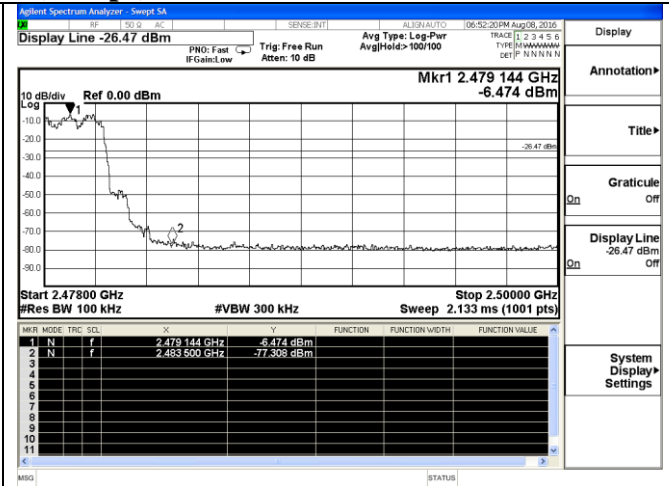 Agilent Spectrum Analyzer - Swept SA
RF 50 Ω AC SENSE:INT ALIGN AUTO 06:52:20 PM Aug 08, 2016
Display Line -26.47 dBm
PNO: Fast
IFGain:Low
Trig: Free Run
Atten: 10 dB
Avg Type: Log-Pwr
Avg|Hold:>100/100
TRACE 1 2 3 4 5 6
TYPE MWWWWW
DET P NNNNN
Mkr1 2.479 144 GHz
-6.474 dBm
10 dB/div Ref 0.00 dBm
Log
1
-10.0
-20.0
-26.47 dBm
-30.0
-40.0
-50.0
-60.0
-70.0
2
-80.0
-90.0
Start 2.47800 GHz Stop 2.50000 GHz
#Res BW 100 kHz #VBW 300 kHz Sweep 2.133 ms (1001 pts)
MKR MODE TRC SCL X Y FUNCTION FUNCTION WIDTH FUNCTION VALUE
1 N f 2.479 144 GHz -6.474 dBm
2 N f 2.483 500 GHz -77.308 dBm
3
4
5
6
7
8
9
10
11
MSG STATUS
Display
Annotation
Title
Graticule
On Off
Display Line
-26.47 dBm
On Off
System
Display
Settings